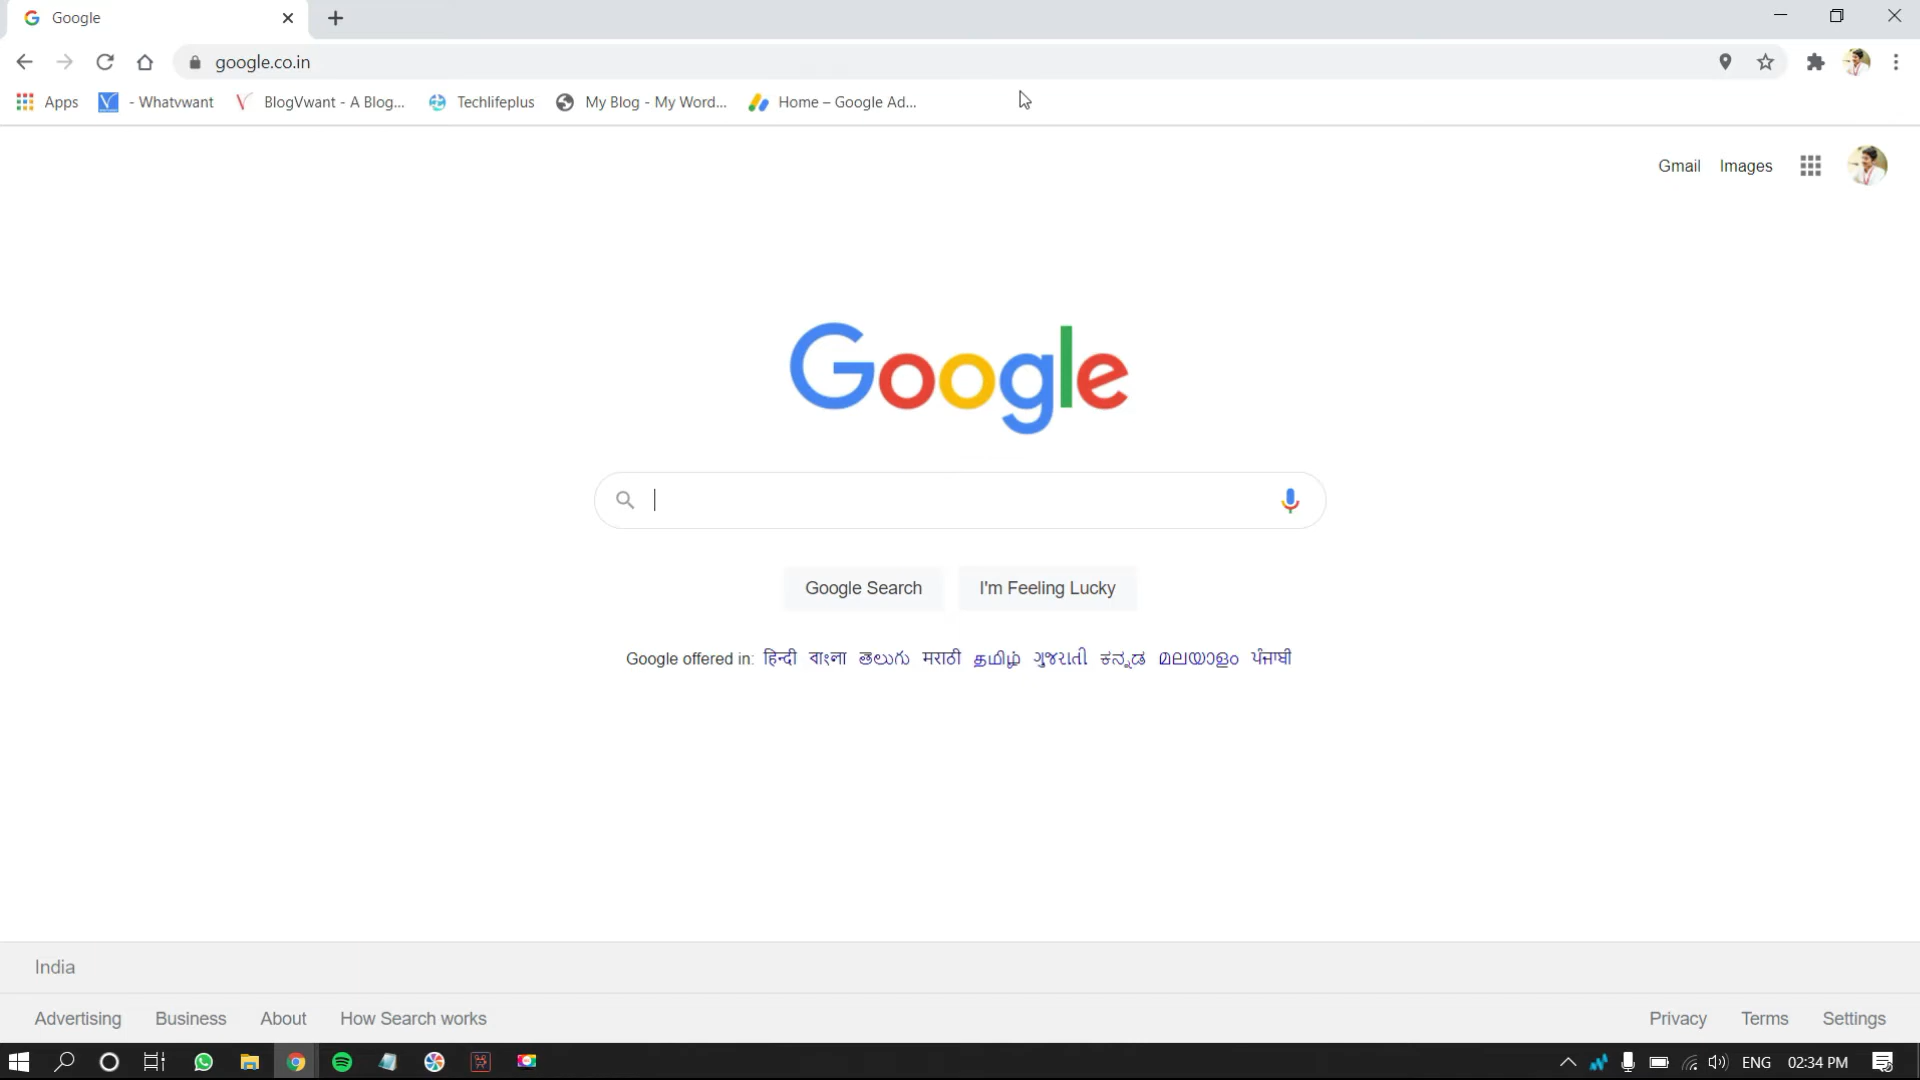 Google
google.co.in
Apps - Whatvwant BlogVwant - A Blog... Techlifeplus My Blog - My Word... Home – Google Ad...
Gmail Images
Google
Google Search I'm Feeling Lucky
Google offered in: हिन्दी বাংলা తెలుగు मराठी தமிழ் ગુજરાતી ಕನ್ನಡ മലയാളം ਪੰਜਾਬੀ
India
Advertising Business About How Search works Privacy Terms Settings
ENG 02:34 PM